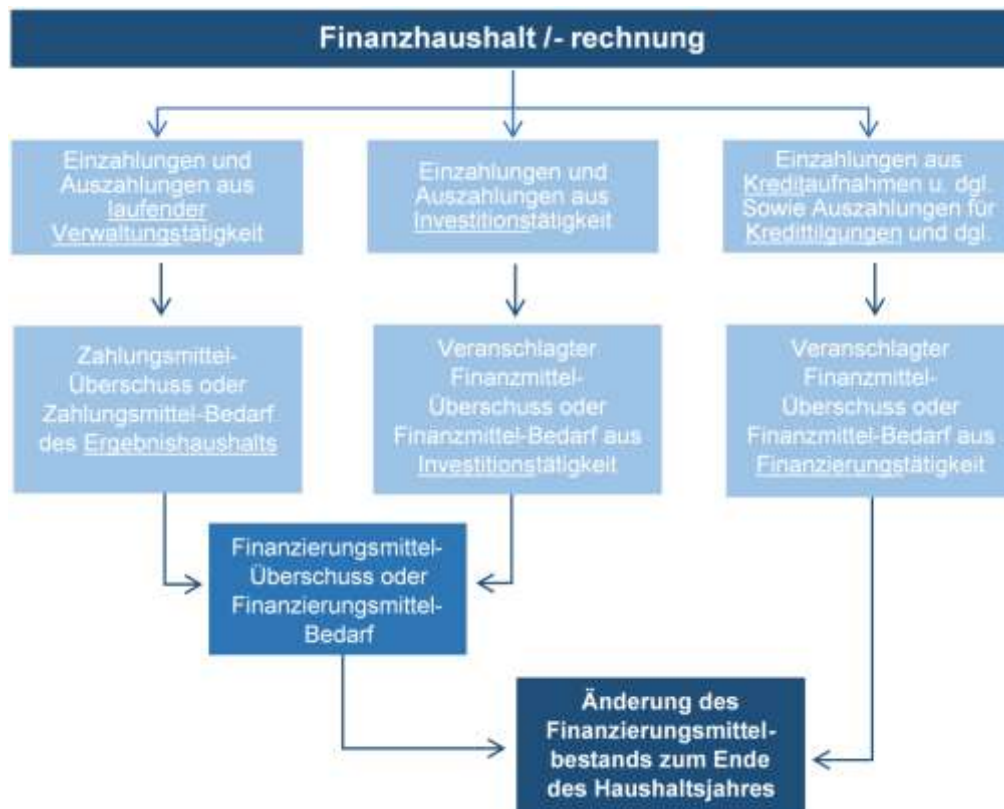 Finanzhaushalt /- rechnung
Einzahlungen und
Auszahlungen aus
laufender
Verwaltungstätigkeit
Einzahlungen und
Auszahlungen aus
Investitionstätigkeit
Einzahlungen aus
Kreditaufnahmen u. dgl.
Sowie Auszahlungen für
Kredittilgungen und dgl.
Zahlungsmittel-
Überschuss oder
Zahlungsmittel-Bedarf
des Ergebnishaushalts
Veranschlagter
Finanzmittel-
Überschuss oder
Finanzmittel-Bedarf aus
Investitionstätigkeit
Veranschlagter
Finanzmittel-
Überschuss oder
Finanzmittel-Bedarf aus
Finanzierungstätigkeit
Finanzierungsmittel-
Überschuss oder
Finanzierungsmittel-
Bedarf
Änderung des
Finanzierungsmittel-
bestands zum Ende
des Haushaltsjahres